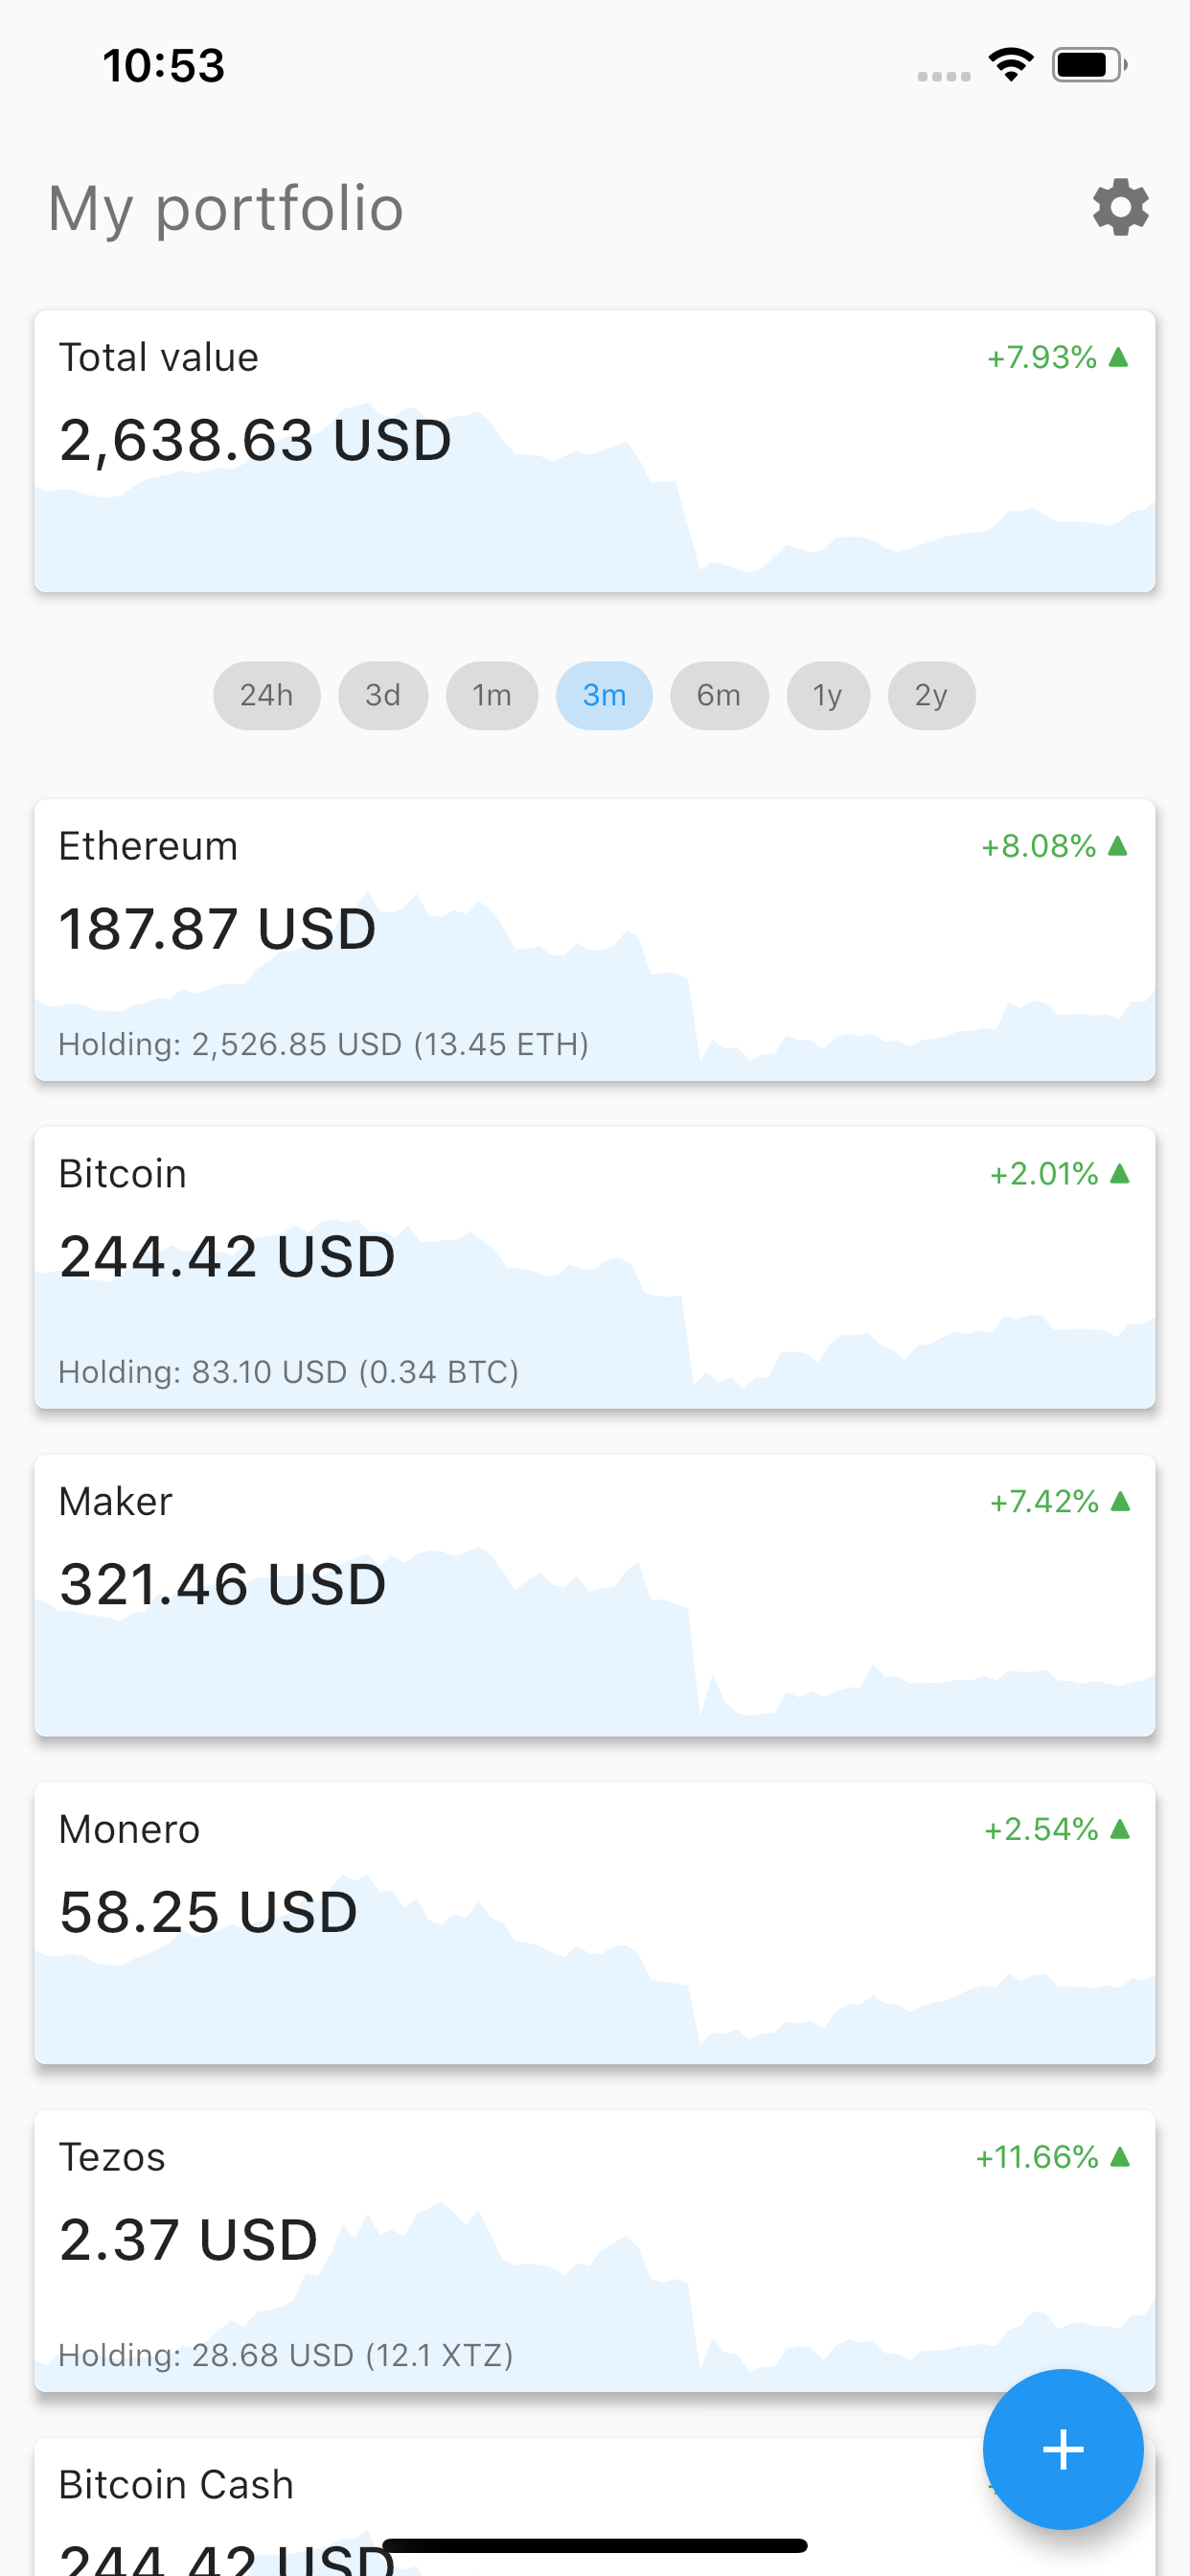 10:53
My portfolio
Total value +7.93% ▲
2,638.63 USD
24h 3d 1m 3m 6m 1y 2y
Ethereum +8.08% ▲
187.87 USD
Holding: 2,526.85 USD (13.45 ETH)
Bitcoin +2.01% ▲
244.42 USD
Holding: 83.10 USD (0.34 BTC)
Maker +7.42% ▲
321.46 USD
Monero +2.54% ▲
58.25 USD
Tezos +11.66% ▲
2.37 USD
Holding: 28.68 USD (12.1 XTZ)
+
Bitcoin Cash
244.42 USD